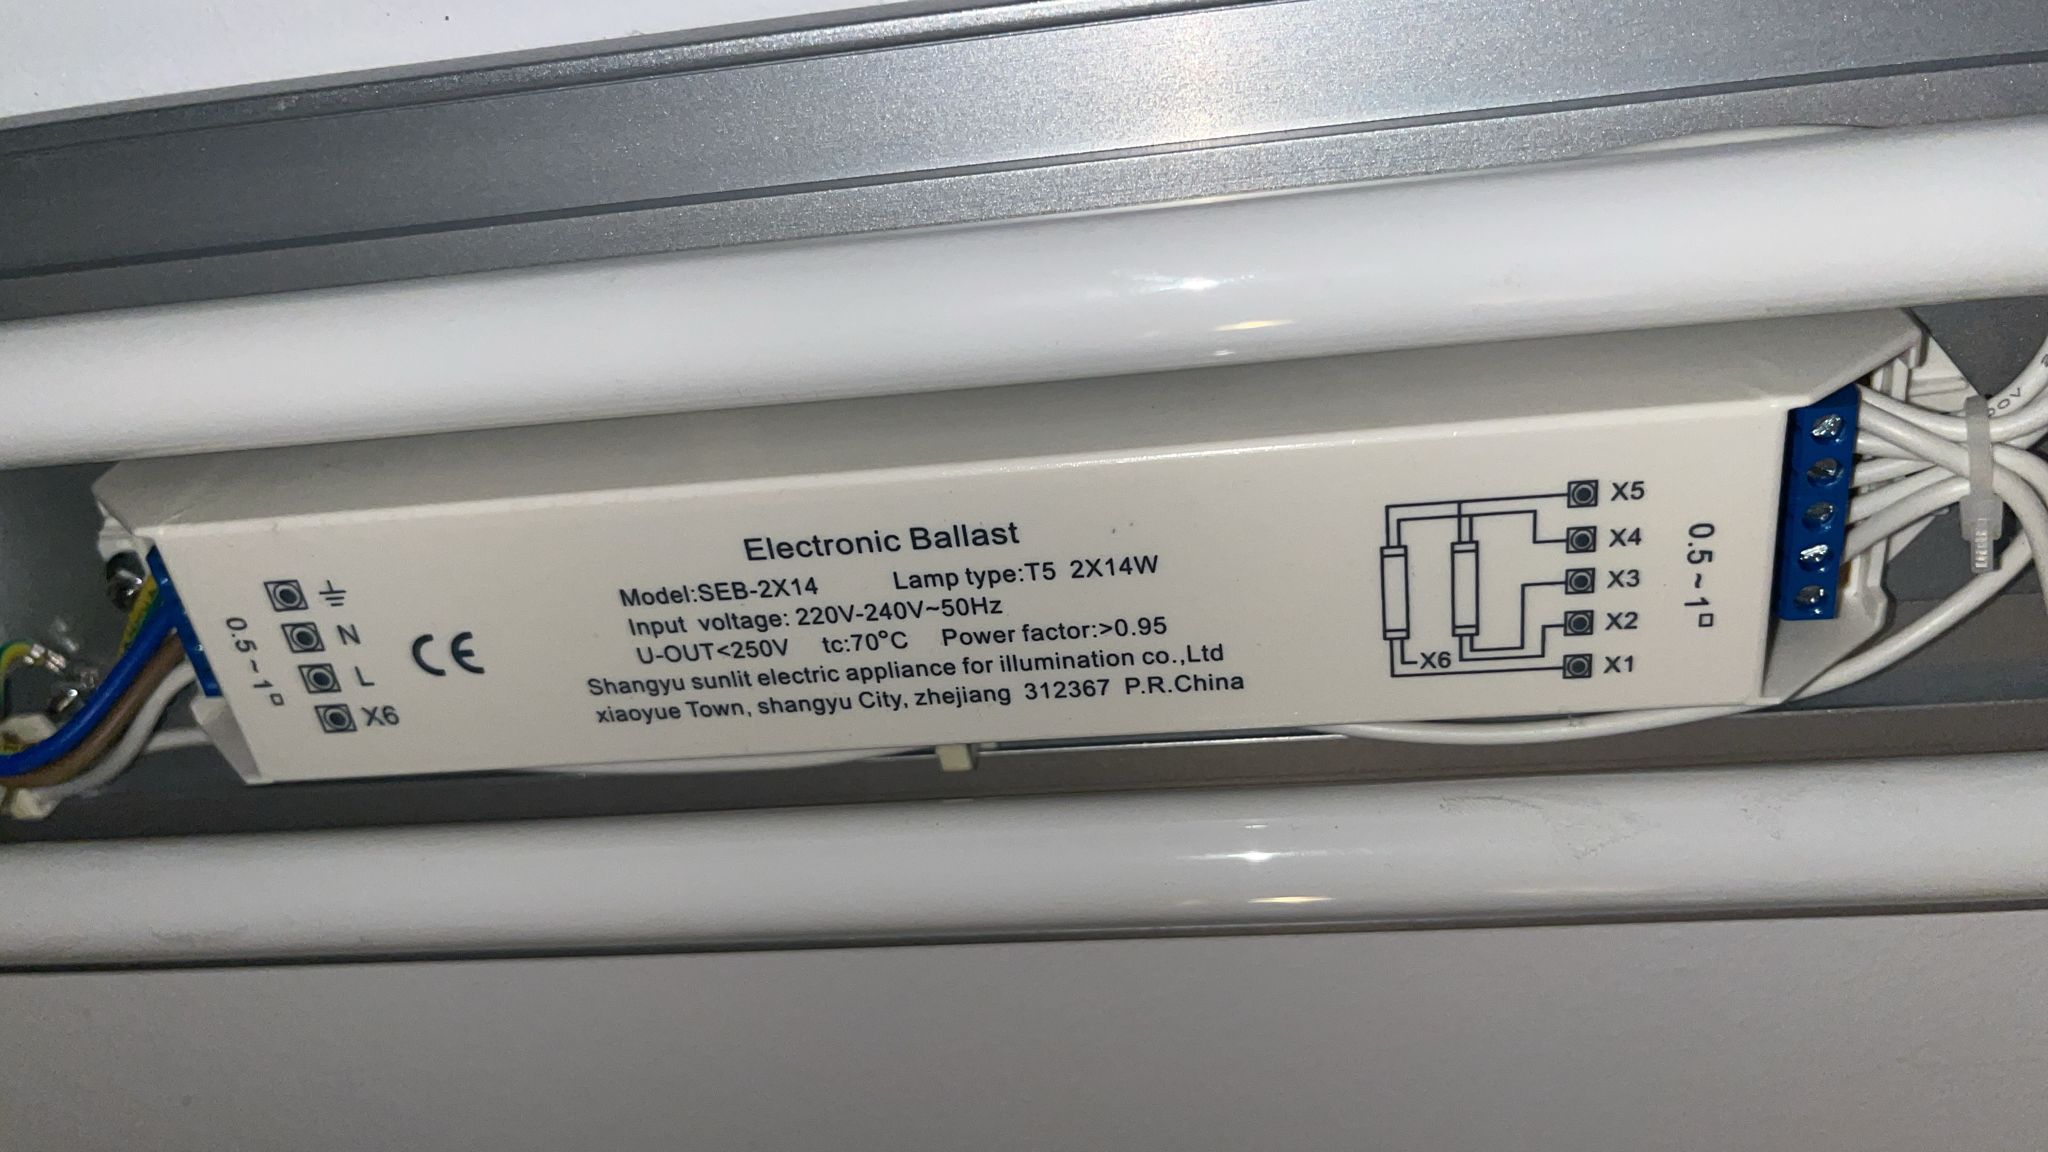 Electronic Ballast
Model:SEB-2X14 Lamp type:T5 2X14W
Input voltage: 220V-240V~50Hz
U-OUT<250V tc:70°C Power factor:>0.95
Shangyu sunlit electric appliance for illumination co.,Ltd
xiaoyue Town, shangyu City, zhejiang 312367 P.R.China
0.5~1□
N
L
X6
CE
X6
X5
X4
X3
X2
X1
0.5~1□